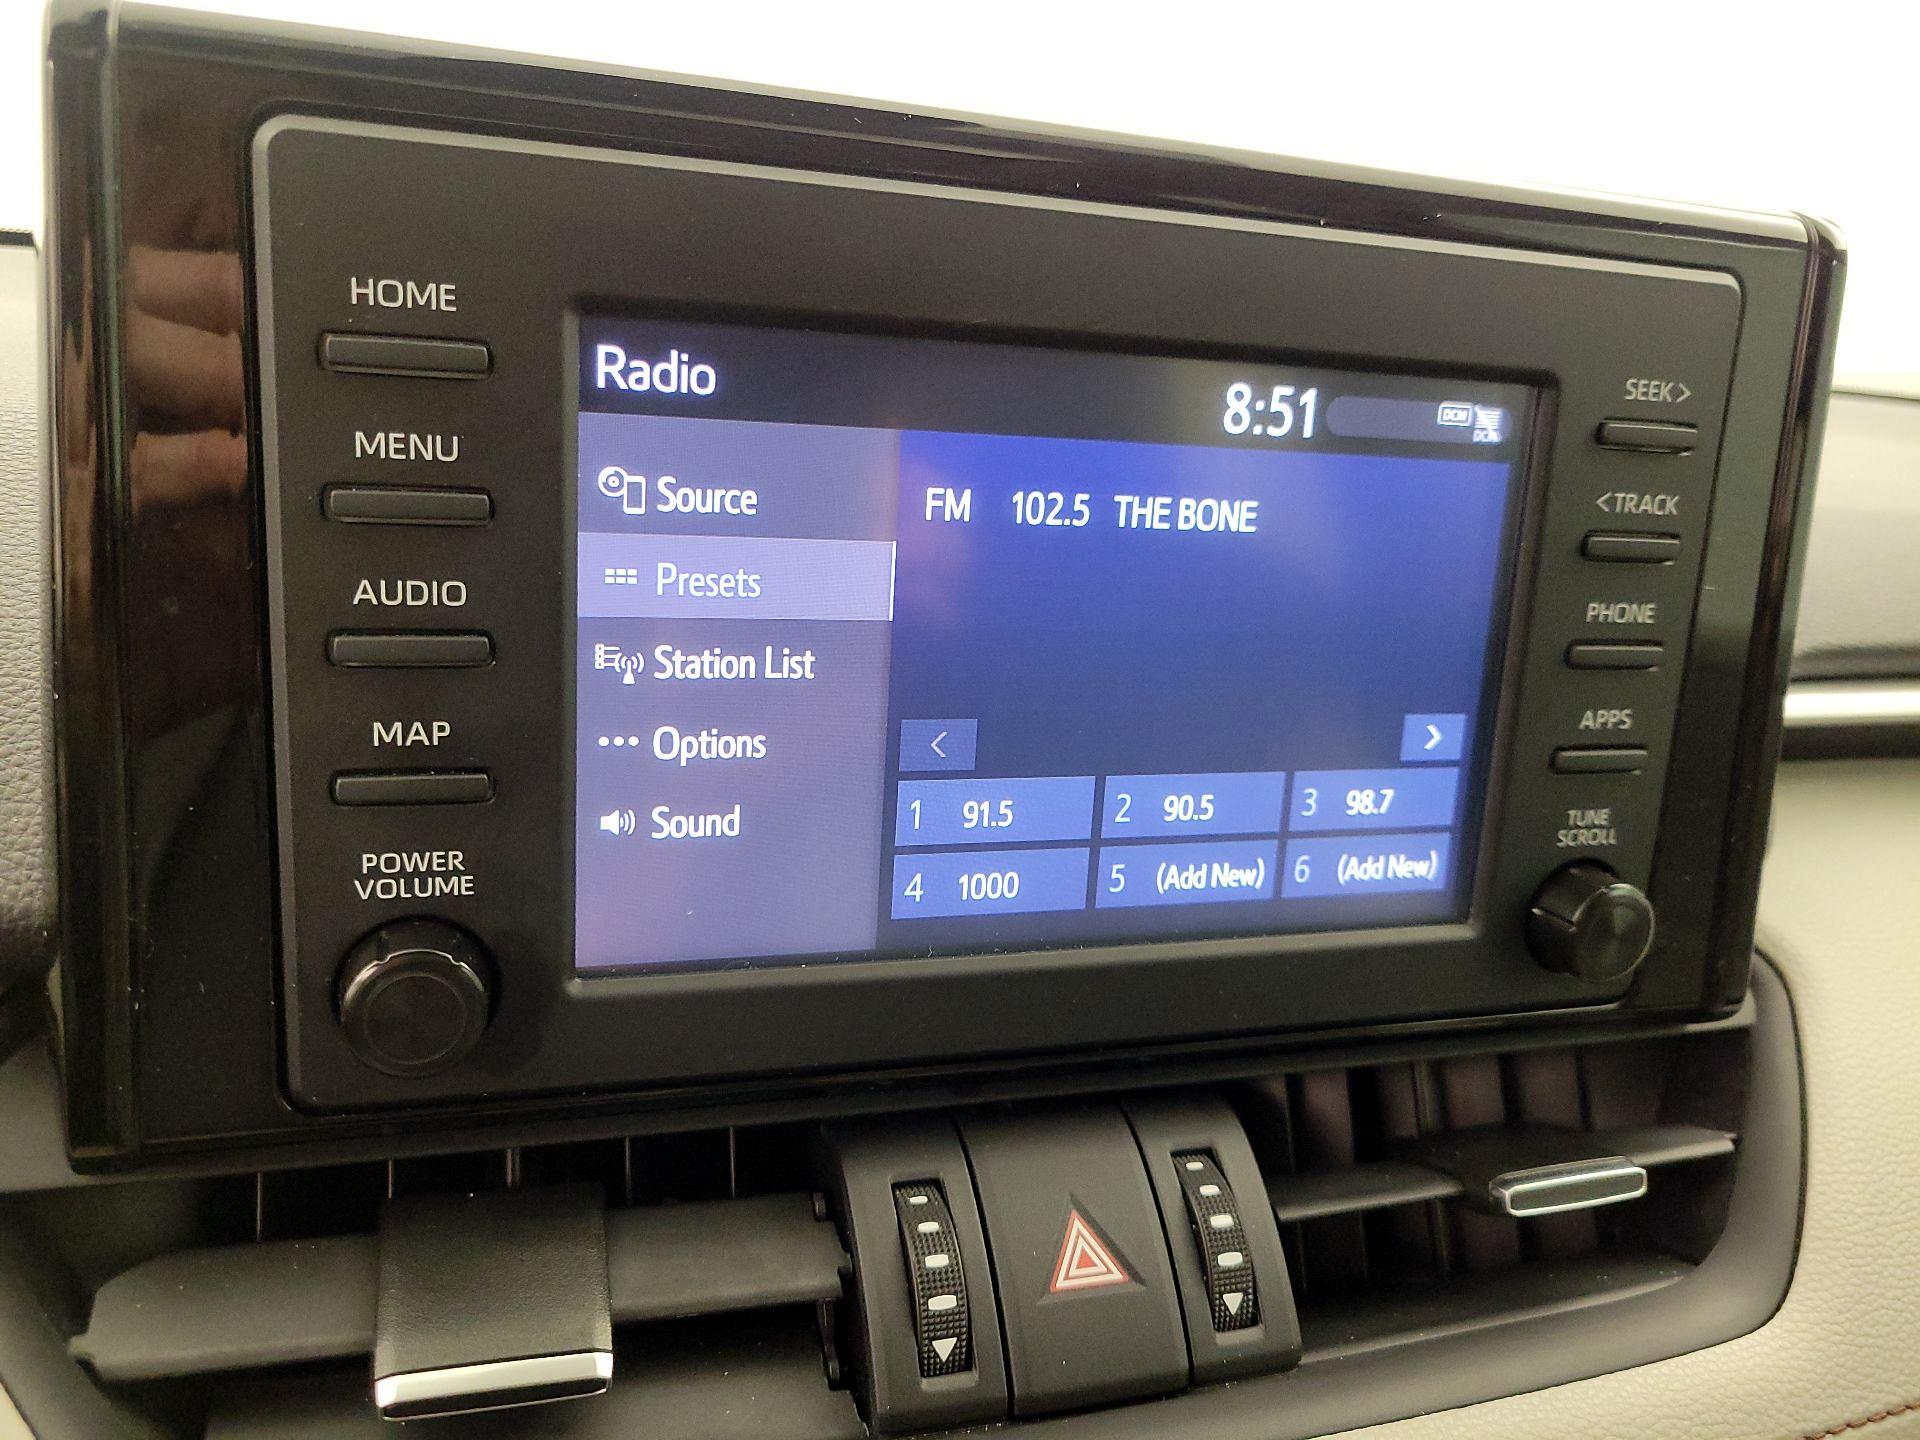 HOME
MENU
AUDIO
MAP
POWER
VOLUME
Radio
8:51
DCM
DCM
Source
Presets
Station List
Options
Sound
FM 102.5 THE BONE
< >
1 91.5 2 90.5 3 98.7
4 1000 5 (Add New) 6 (Add New)
SEEK >
< TRACK
PHONE
APPS
TUNE
SCROLL